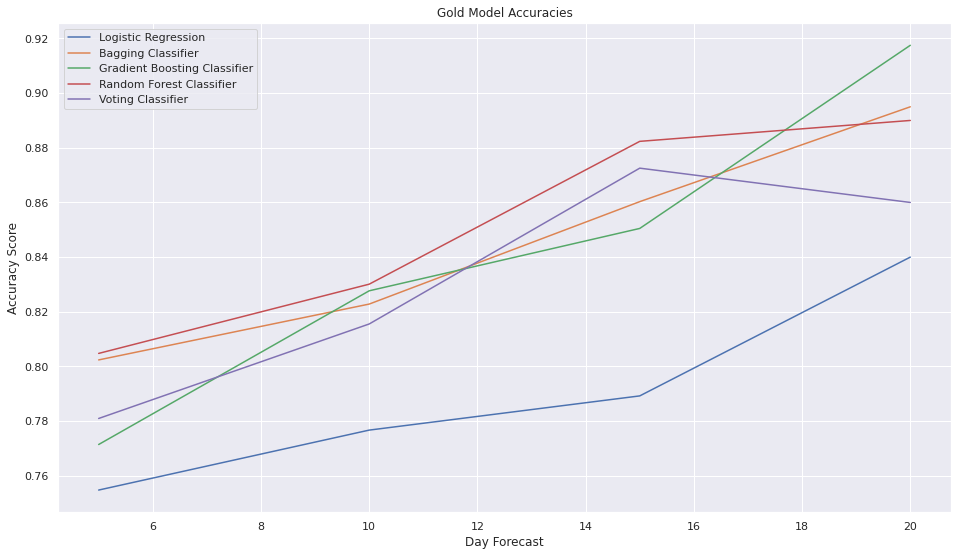 Gold Model Accuracies
Logistic Regression
Bagging Classifier
Gradient Boosting Classifier
Random Forest Classifier
Voting Classifier
Accuracy Score
0.92
0.90
0.88
0.86
0.84
0.82
0.80
0.78
0.76
6 8 10 12 14 16 18 20
Day Forecast